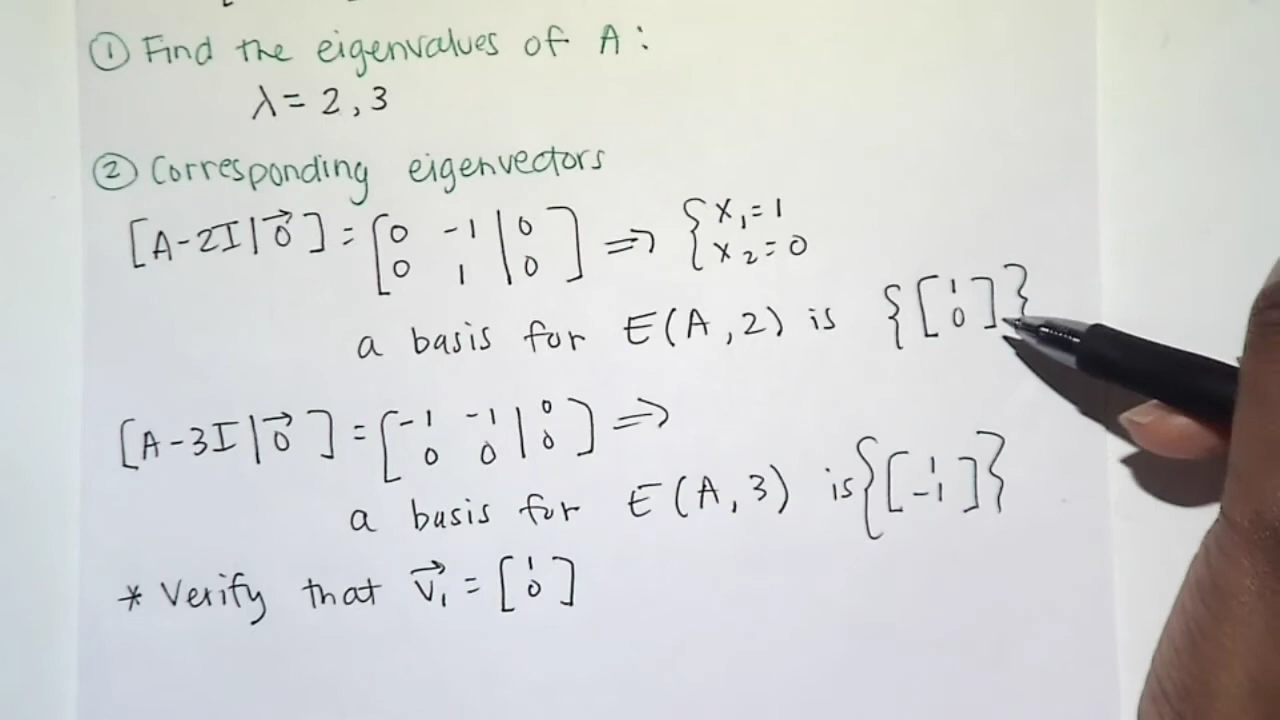 ① Find the eigenvalues of A:
λ = 2, 3
② Corresponding eigenvectors
[A-2I | 0⃗] = [0 -1 | 0; 0 1 | 0] ⇒ { x₁ = 1, x₂ = 0
a basis for E(A, 2) is {[1; 0]}
[A-3I | 0⃗] = [-1 -1 | 0; 0 0 | 0] ⇒
a basis for E(A, 3) is {[1; -1]}
* Verify that v⃗₁ = [1; 0]